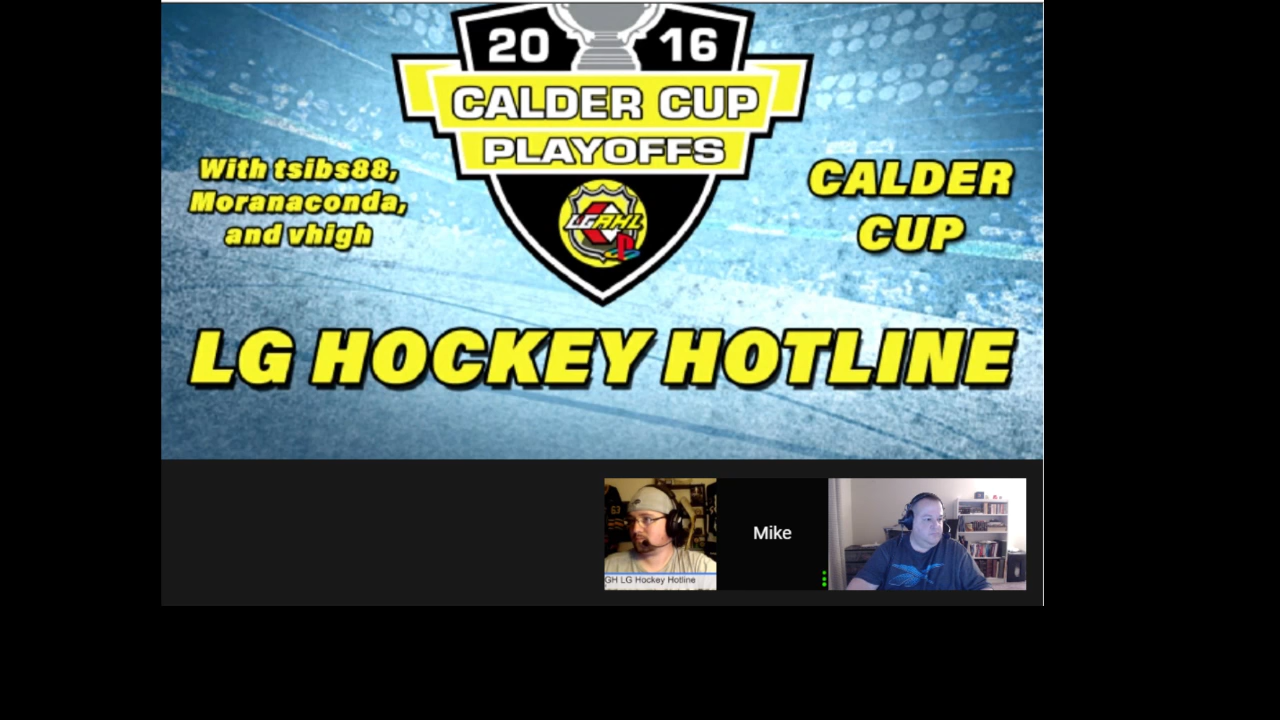 20 16
CALDER CUP
PLAYOFFS
With tsibs88,
Moranaconda,
and vhigh
CALDER
CUP
LGAHL
LG HOCKEY HOTLINE
63
Mike
GH LG Hockey Hotline